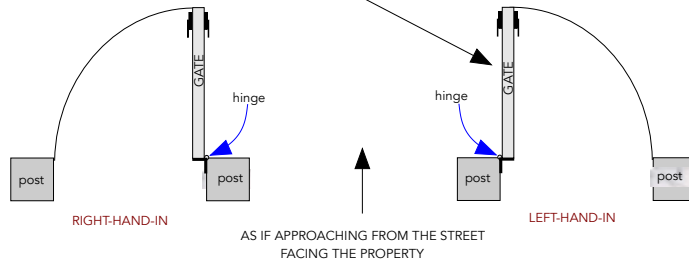 GATE
hinge
post
post
RIGHT-HAND-IN
GATE
hinge
post
post
LEFT-HAND-IN
AS IF APPROACHING FROM THE STREET
FACING THE PROPERTY